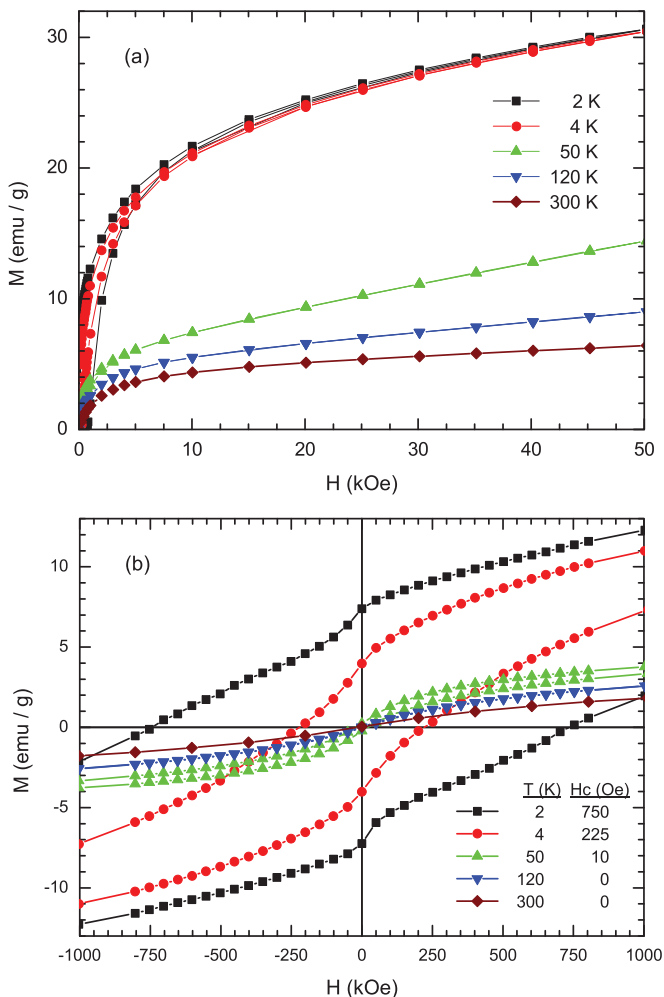 30
20
10
0
M (emu / g)
(a)
2 K
4 K
50 K
120 K
300 K
0 10 20 30 40 50
H (kOe)
10
5
0
-5
-10
M (emu / g)
(b)
T (K) Hc (Oe)
2 750
4 225
50 10
120 0
300 0
-1000 -750 -500 -250 0 250 500 750 1000
H (kOe)